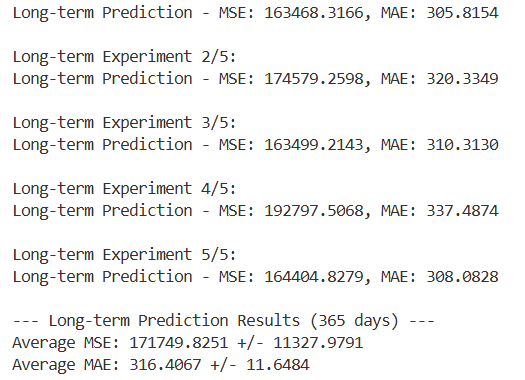 Long-term Prediction - MSE: 163468.3166, MAE: 305.8154
Long-term Experiment 2/5:
Long-term Prediction - MSE: 174579.2598, MAE: 320.3349
Long-term Experiment 3/5:
Long-term Prediction - MSE: 163499.2143, MAE: 310.3130
Long-term Experiment 4/5:
Long-term Prediction - MSE: 192797.5068, MAE: 337.4874
Long-term Experiment 5/5:
Long-term Prediction - MSE: 164404.8279, MAE: 308.0828
--- Long-term Prediction Results (365 days) ---
Average MSE: 171749.8251 +/- 11327.9791
Average MAE: 316.4067 +/- 11.6484